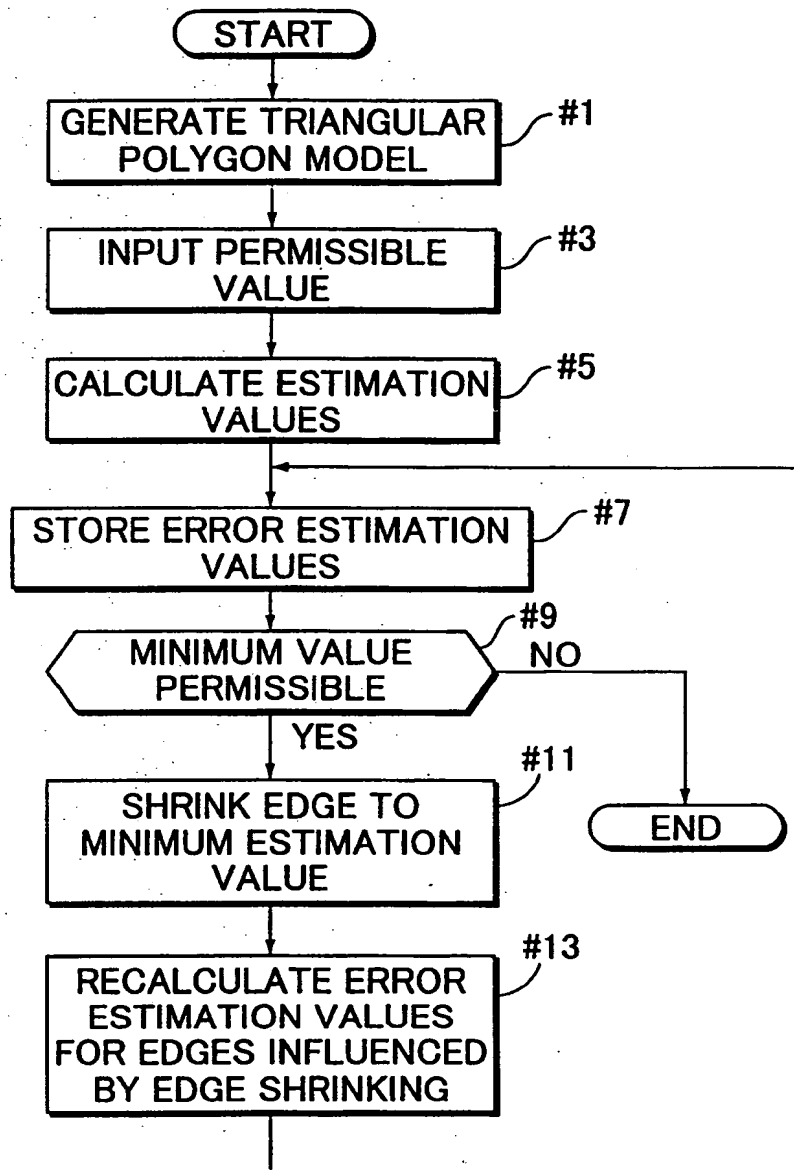 START
GENERATE TRIANGULAR
POLYGON MODEL
#1
INPUT PERMISSIBLE
VALUE
#3
CALCULATE ESTIMATION
VALUES
#5
STORE ERROR ESTIMATION
VALUES
#7
MINIMUM VALUE
PERMISSIBLE
#9
NO
YES
SHRINK EDGE TO
MINIMUM ESTIMATION
VALUE
#11
END
RECALCULATE ERROR
ESTIMATION VALUES
FOR EDGES INFLUENCED
BY EDGE SHRINKING
#13